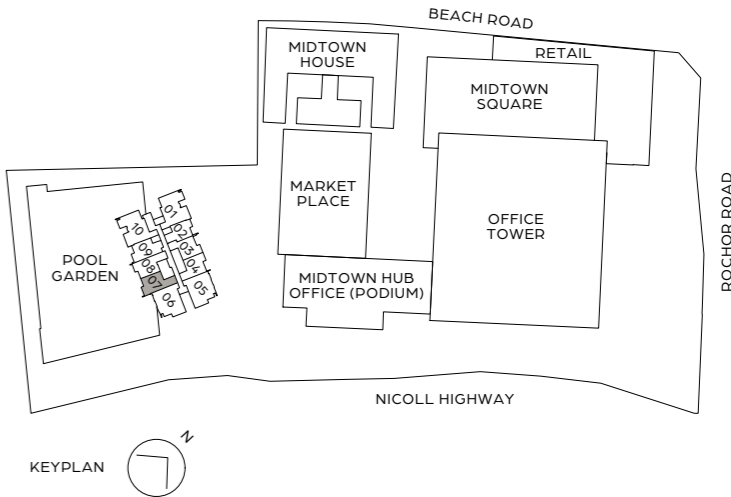 BEACH ROAD
MIDTOWN
HOUSE
RETAIL
MIDTOWN
SQUARE
MARKET
PLACE
OFFICE
TOWER
ROCHOR ROAD
POOL
GARDEN
01
02
03
04
05
10
09
08
07
06
MIDTOWN HUB
OFFICE (PODIUM)
NICOLL HIGHWAY
KEYPLAN
N